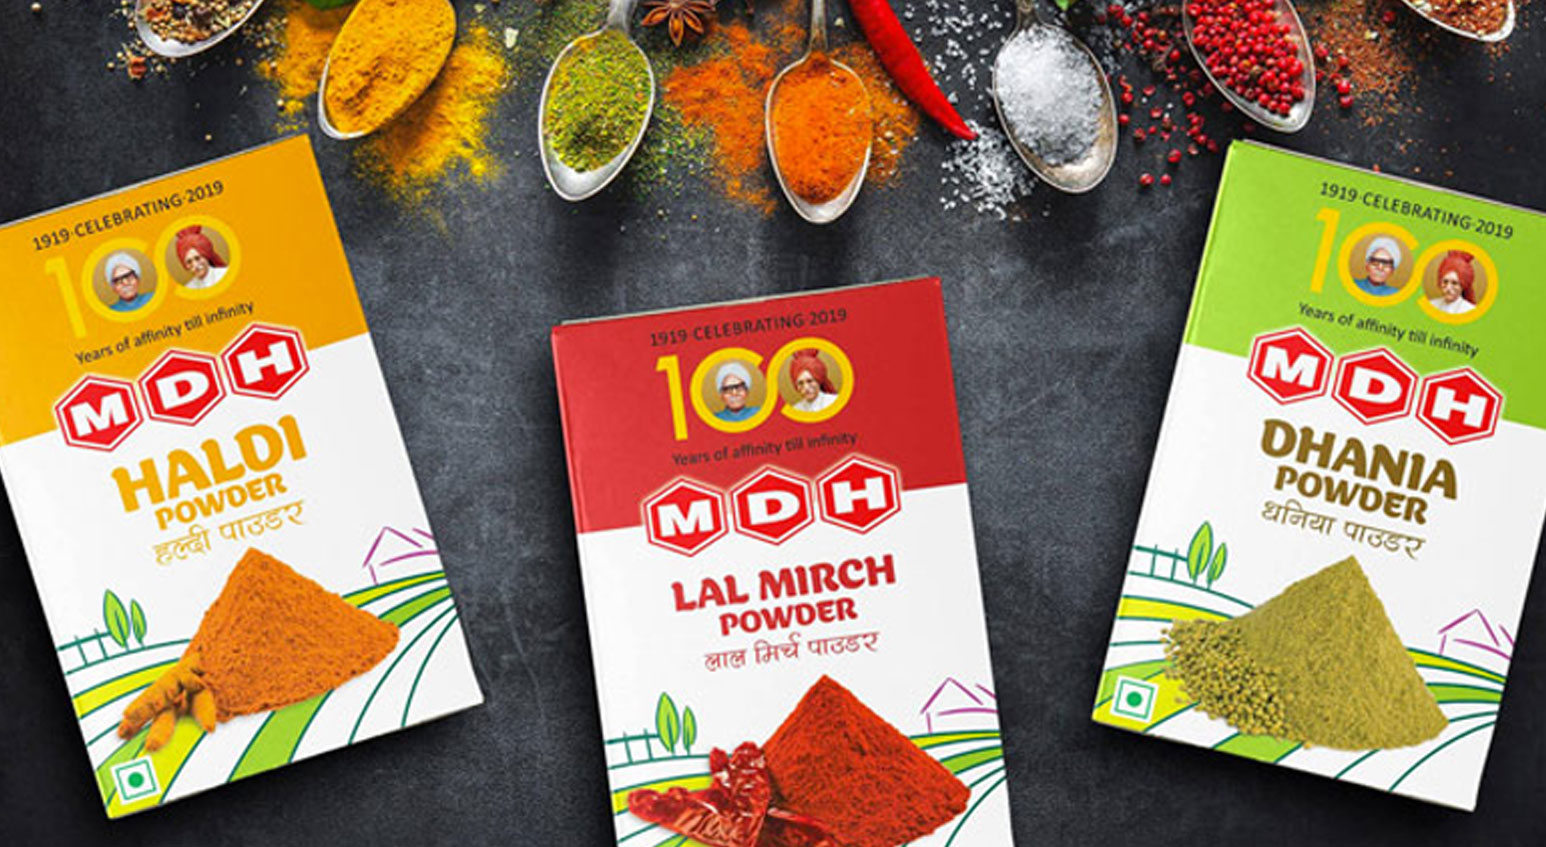 1919·CELEBRATING·2019
100
Years of affinity till infinity
MDH
HALDI
POWDER
हल्दी पाउडर
1919·CELEBRATING·2019
100
Years of affinity till infinity
MDH
LAL MIRCH
POWDER
लाल मिर्च पाउडर
1919·CELEBRATING·2019
100
Years of affinity till infinity
MDH
DHANIA
POWDER
धनिया पाउडर